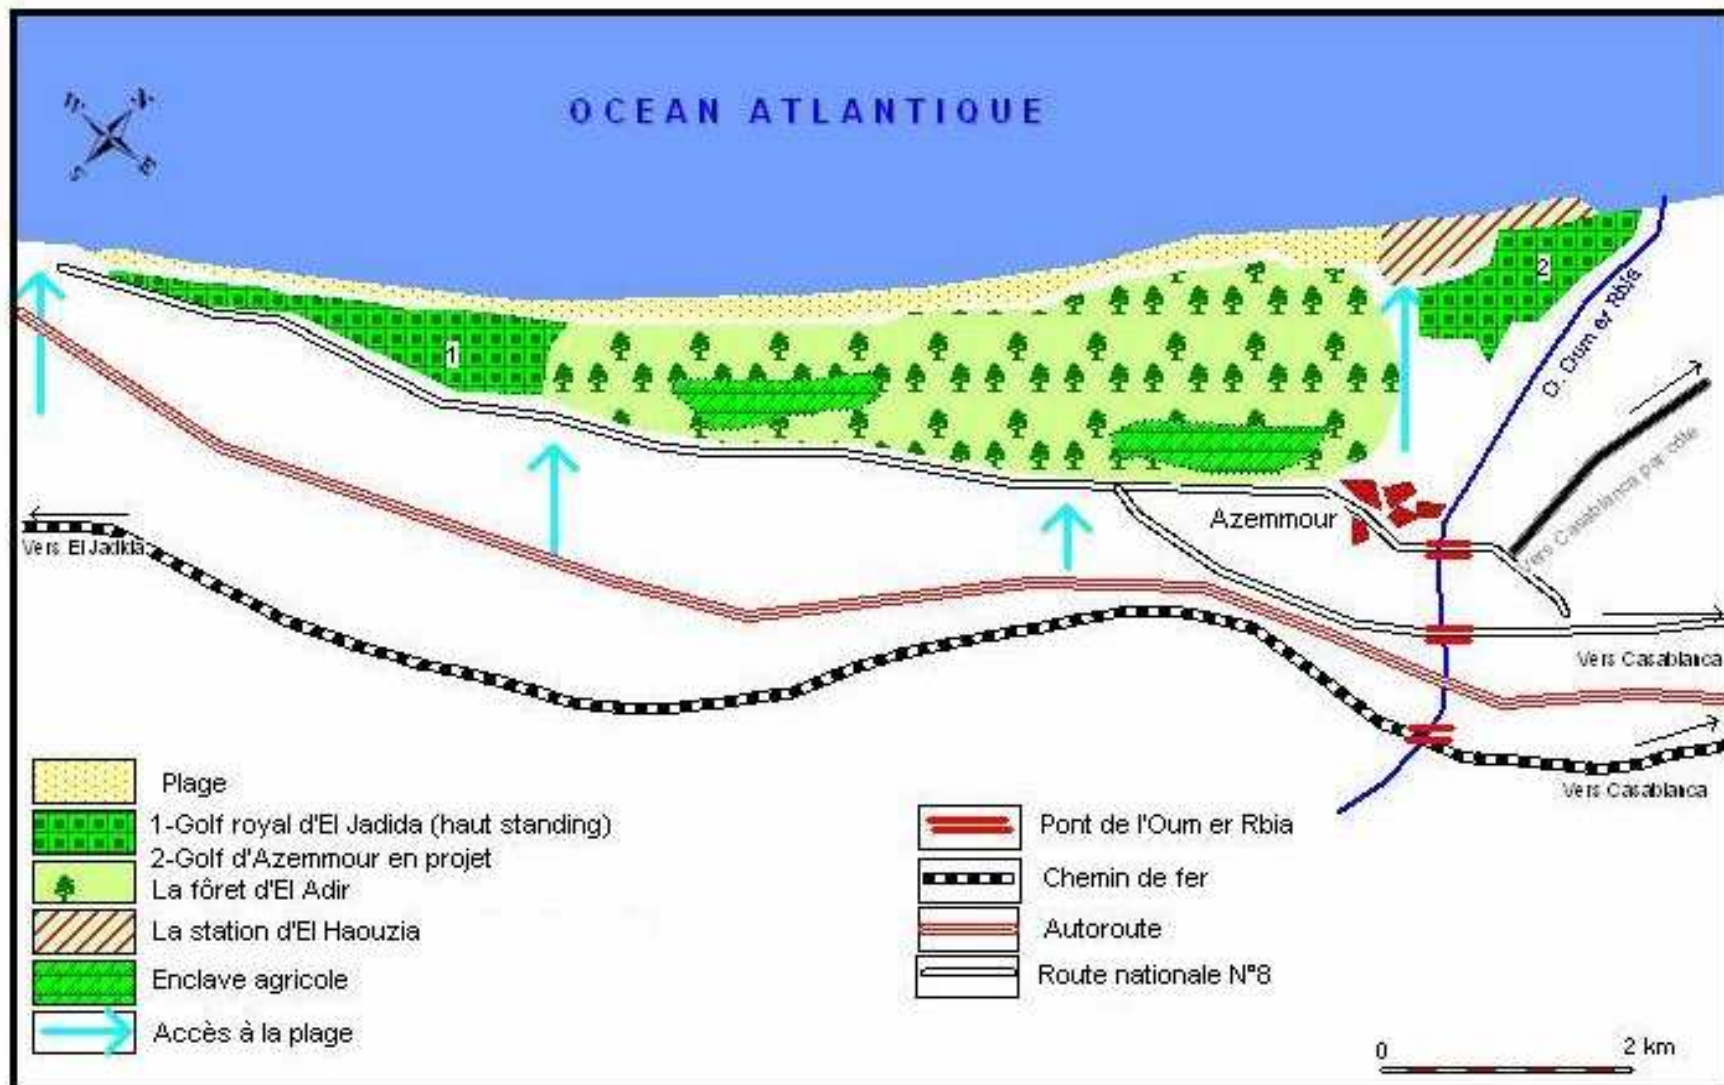 N
S
E
OCEAN ATLANTIQUE
1
2
O. Oum er Rbia
Vers Casablanca par côte
Azemmour
Vers El Jadida
Vers Casablanca
Vers Casablanca
Plage
1-Golf royal d'El Jadida (haut standing)
2-Golf d'Azemmour en projet
La fôret d'El Adir
La station d'El Haouzia
Enclave agricole
Accès à la plage
Pont de l'Oum er Rbia
Chemin de fer
Autoroute
Route nationale N°8
0
2 km